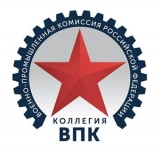 ВОЕННО-ПРОМЫШЛЕННАЯ КОМИССИЯ РОССИЙСКОЙ ФЕДЕРАЦИИ
КОЛЛЕГИЯ
ВПК